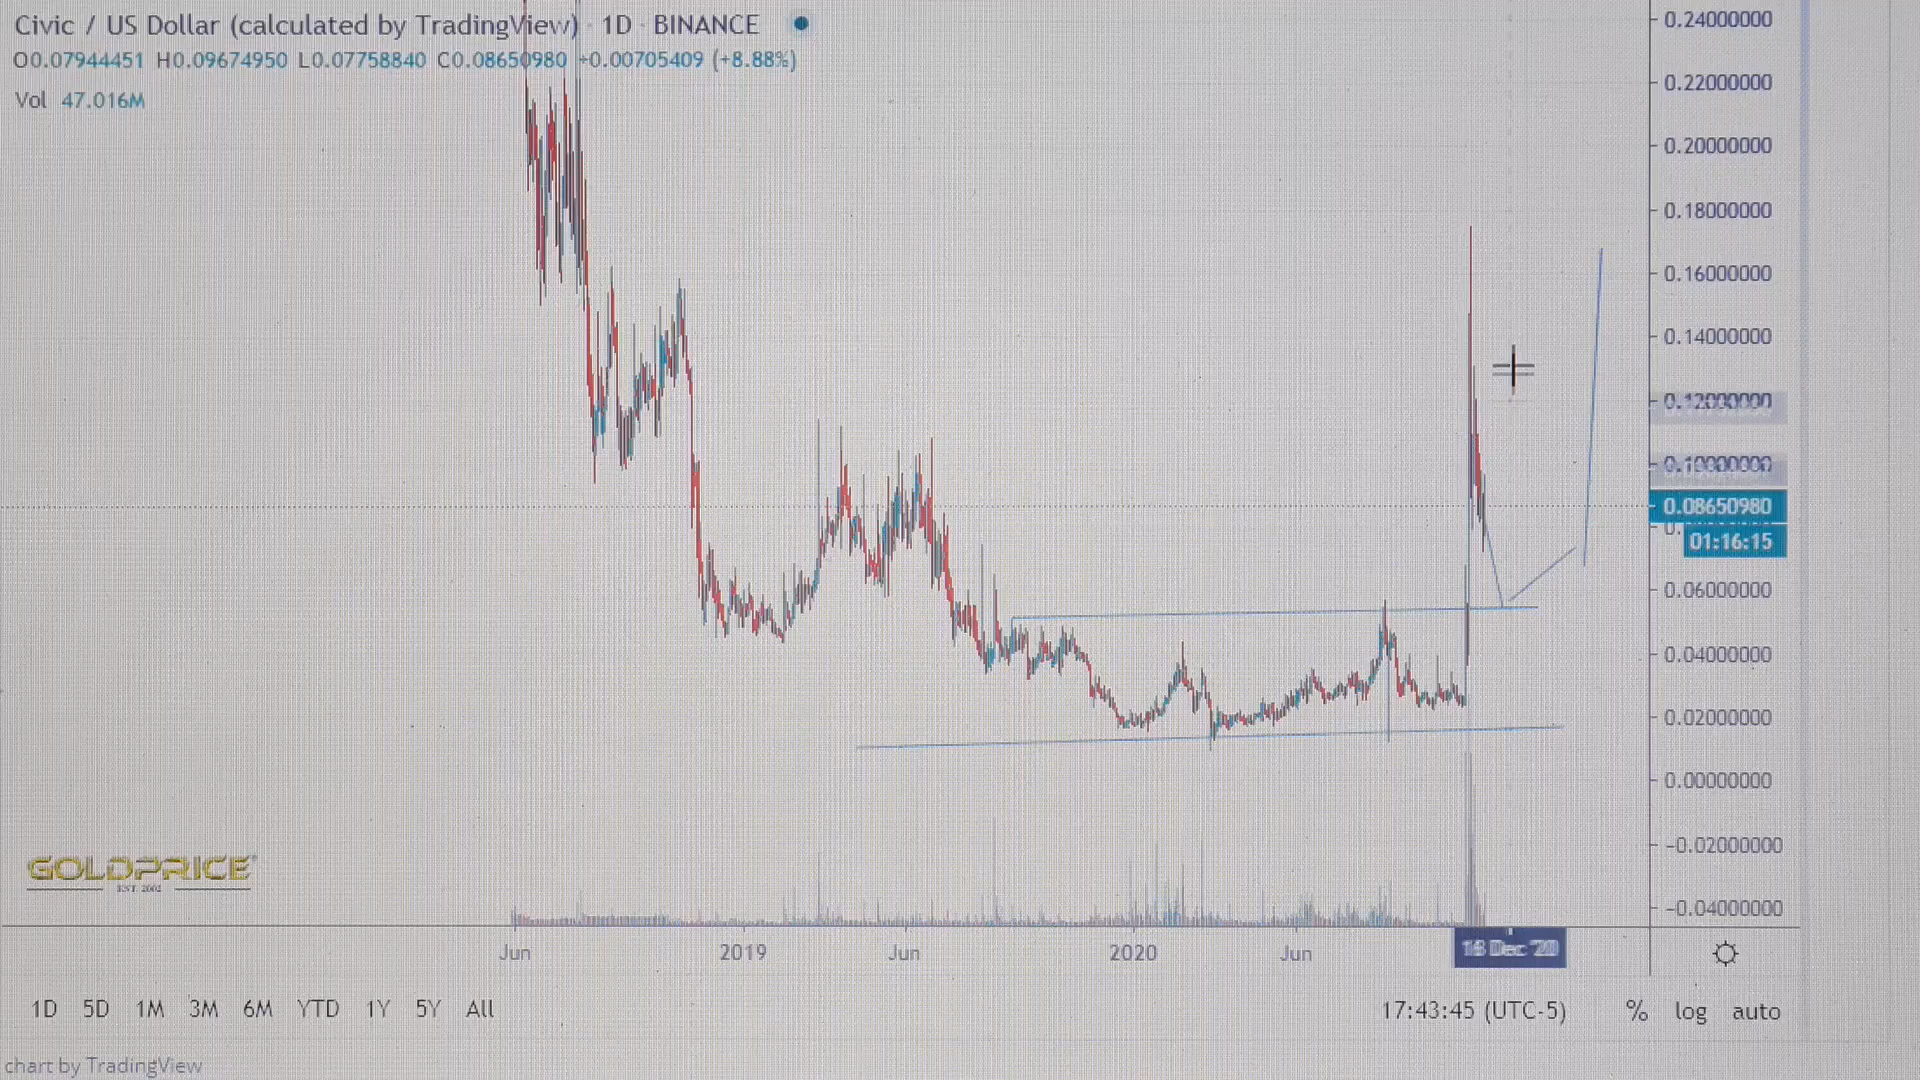 Civic / US Dollar (calculated by TradingView) · 1D · BINANCE
O0.07944451 H0.09674950 L0.07758840 C0.08650980 +0.00705409 (+8.88%)
Vol 47.016M
0.24000000
0.22000000
0.20000000
0.18000000
0.16000000
0.14000000
0.12000000
0.10000000
0.08650980
01:16:15
0.06000000
0.04000000
0.02000000
0.00000000
-0.02000000
-0.04000000
GOLDPRICE
EST. 2002
Jun 2019 Jun 2020 Jun Dec '20
1D 5D 1M 3M 6M YTD 1Y 5Y All 17:43:45 (UTC-5) % log auto
chart by TradingView